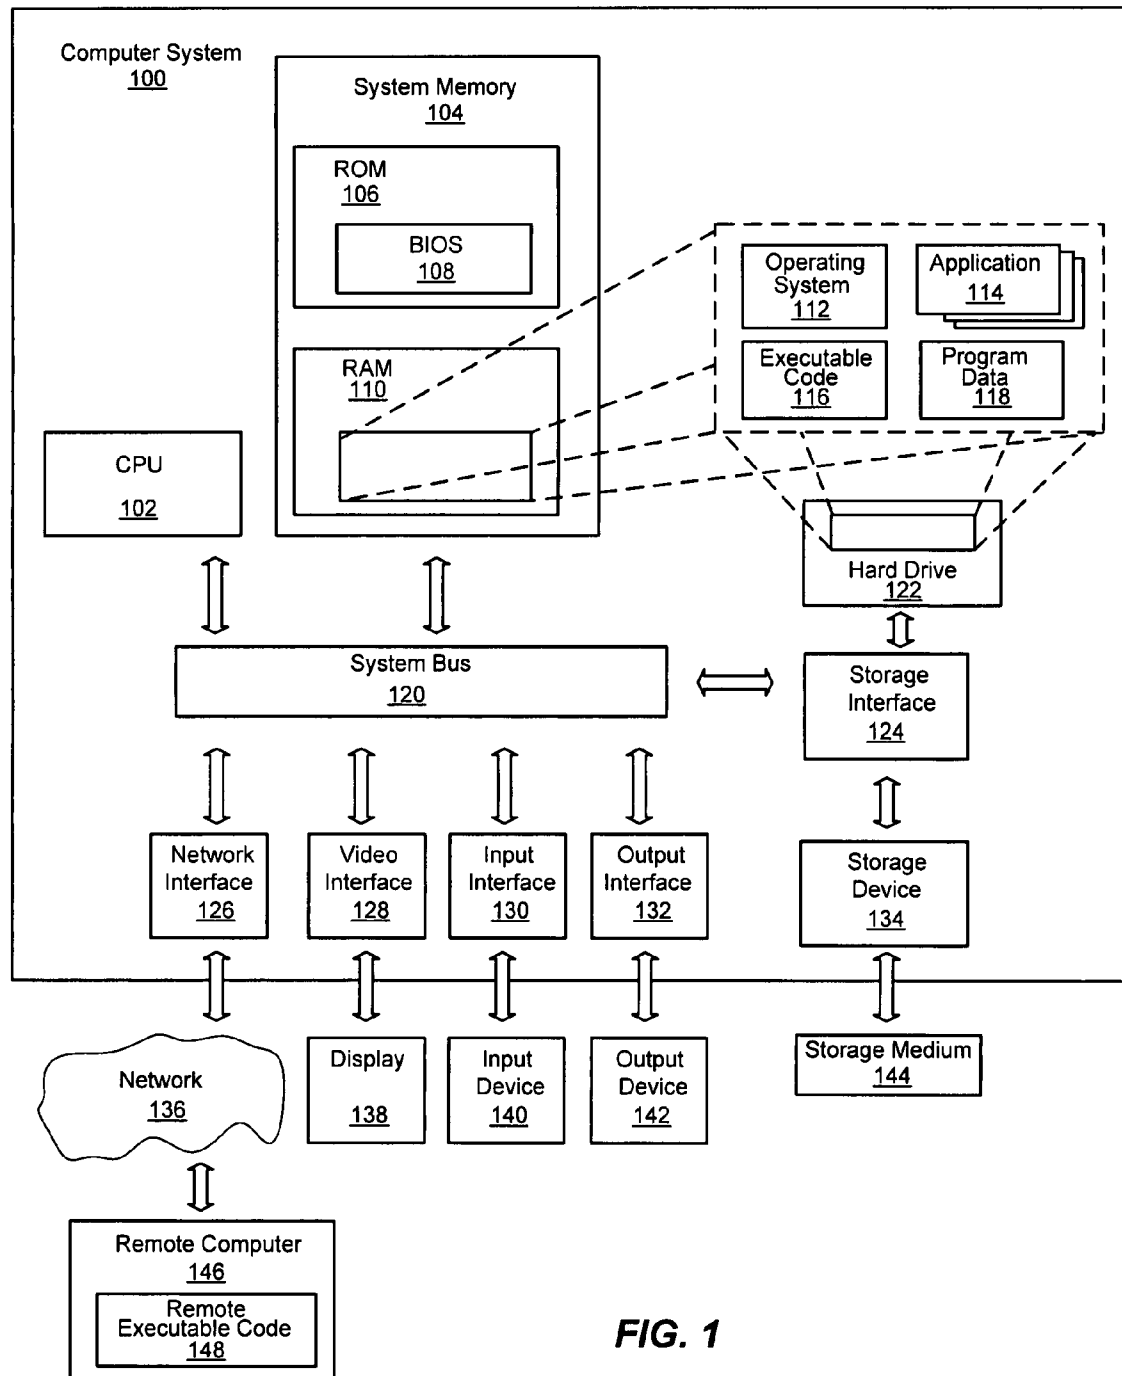 Computer System
100
System Memory
104
ROM
106
BIOS
108
RAM
110
Operating
System
112
Application
114
Executable
Code
116
Program
Data
118
CPU
102
Hard Drive
122
System Bus
120
Storage
Interface
124
Network
Interface
126
Video
Interface
128
Input
Interface
130
Output
Interface
132
Storage
Device
134
Network
136
Display
138
Input
Device
140
Output
Device
142
Storage Medium
144
Remote Computer
146
Remote
Executable Code
148
FIG. 1